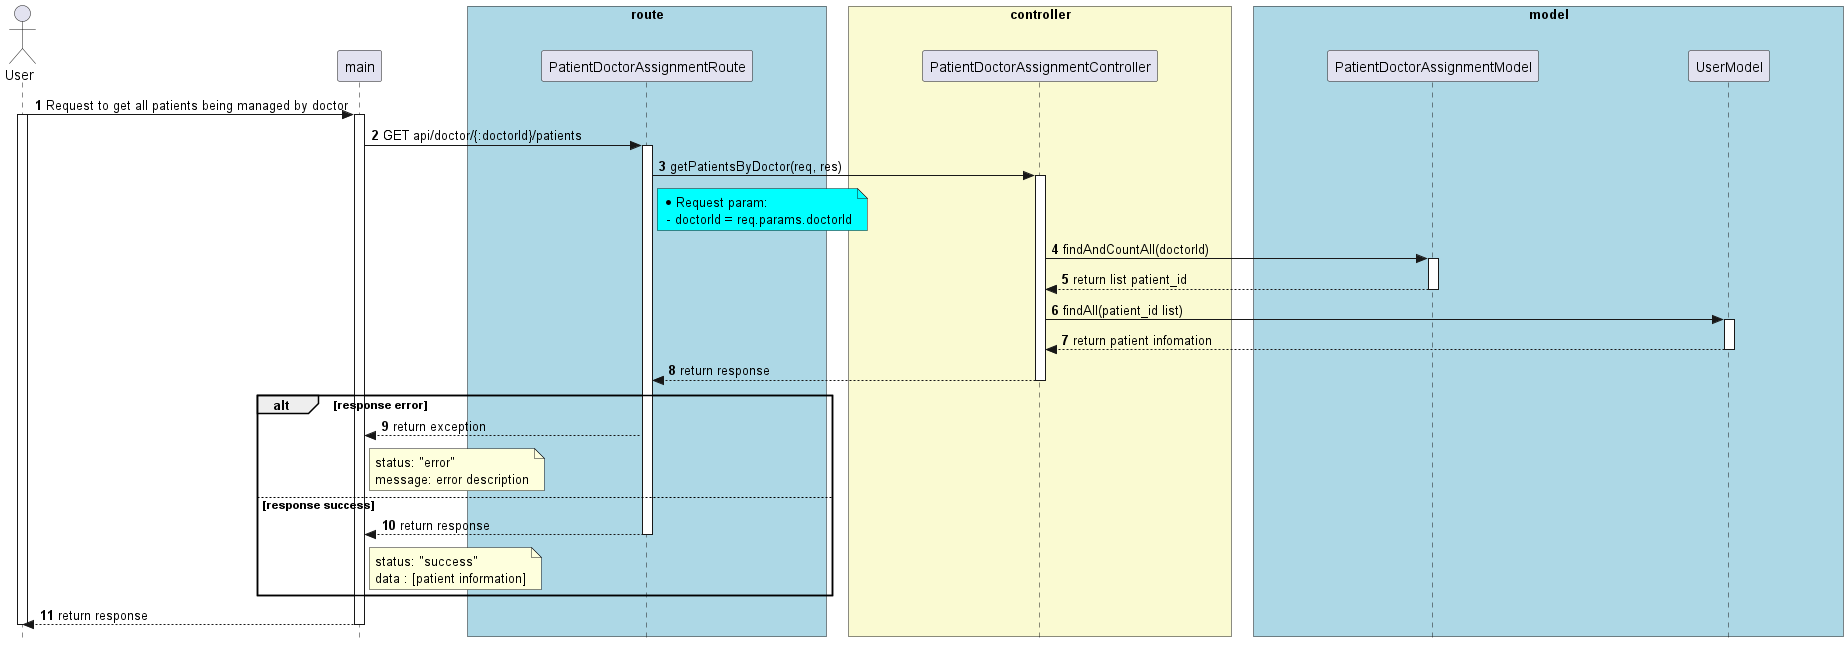 route
controller
model
User
main
PatientDoctorAssignmentRoute
PatientDoctorAssignmentController
PatientDoctorAssignmentModel
UserModel
1 Request to get all patients being managed by doctor
2 GET api/doctor/{:doctorId}/patients
3 getPatientsByDoctor(req, res)
• Request param:
- doctorId = req.params.doctorId
4 findAndCountAll(doctorId)
5 return list patient_id
6 findAll(patient_id list)
7 return patient infomation
8 return response
alt [response error]
9 return exception
status: "error"
message: error description
[response success]
10 return response
status: "success"
data : [patient information]
11 return response